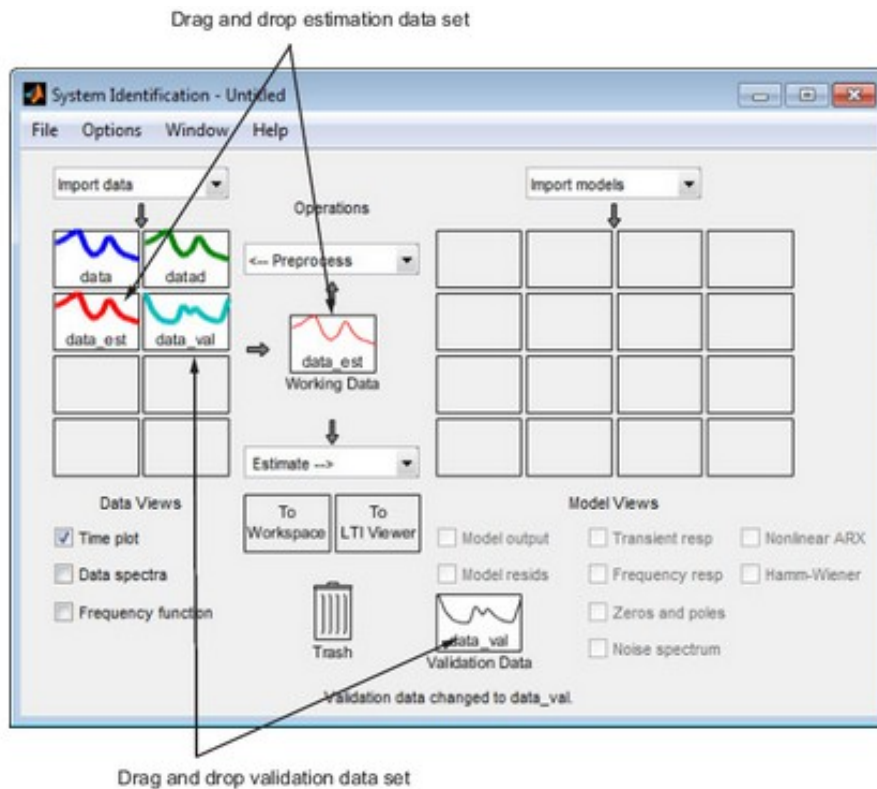 Drag and drop estimation data set
System Identification - Untitled
File Options Window Help
Import data
Import models
Operations
data
datad
<-- Preprocess
data_est
data_val
data_est
Working Data
Estimate -->
Data Views
To Workspace
To LTI Viewer
Model Views
Time plot
Data spectra
Frequency function
Model output
Model resids
Transient resp
Frequency resp
Zeros and poles
Noise spectrum
Nonlinear ARX
Hamm-Wiener
Trash
data_val
Validation Data
Validation data changed to data_val.
Drag and drop validation data set